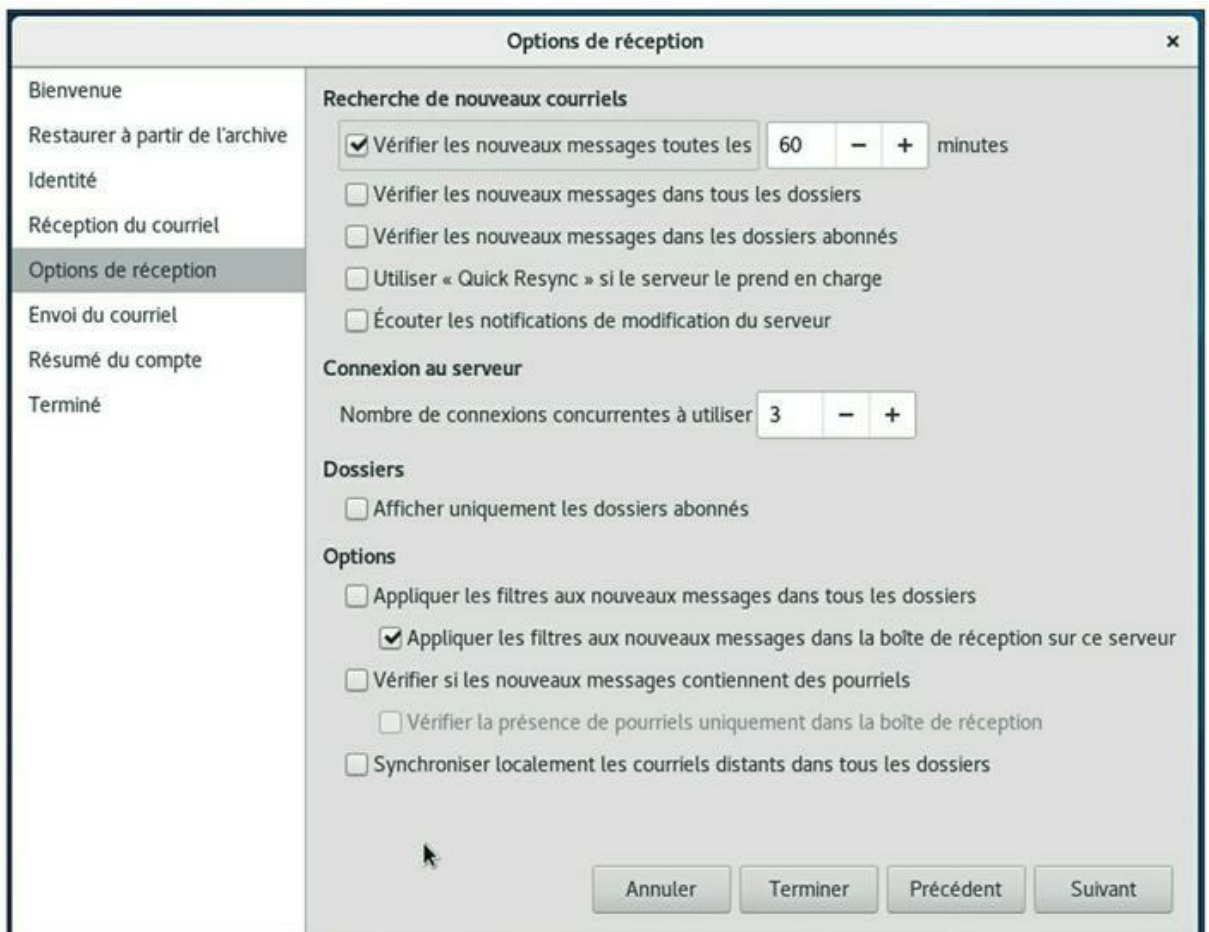 Options de réception
Bienvenue
Restaurer à partir de l'archive
Identité
Réception du courriel
Options de réception
Envoi du courriel
Résumé du compte
Terminé
Recherche de nouveaux courriels
Vérifier les nouveaux messages toutes les 60 − + minutes
Vérifier les nouveaux messages dans tous les dossiers
Vérifier les nouveaux messages dans les dossiers abonnés
Utiliser « Quick Resync » si le serveur le prend en charge
Écouter les notifications de modification du serveur
Connexion au serveur
Nombre de connexions concurrentes à utiliser 3 − +
Dossiers
Afficher uniquement les dossiers abonnés
Options
Appliquer les filtres aux nouveaux messages dans tous les dossiers
Appliquer les filtres aux nouveaux messages dans la boîte de réception sur ce serveur
Vérifier si les nouveaux messages contiennent des pourriels
Vérifier la présence de pourriels uniquement dans la boîte de réception
Synchroniser localement les courriels distants dans tous les dossiers
Annuler Terminer Précédent Suivant